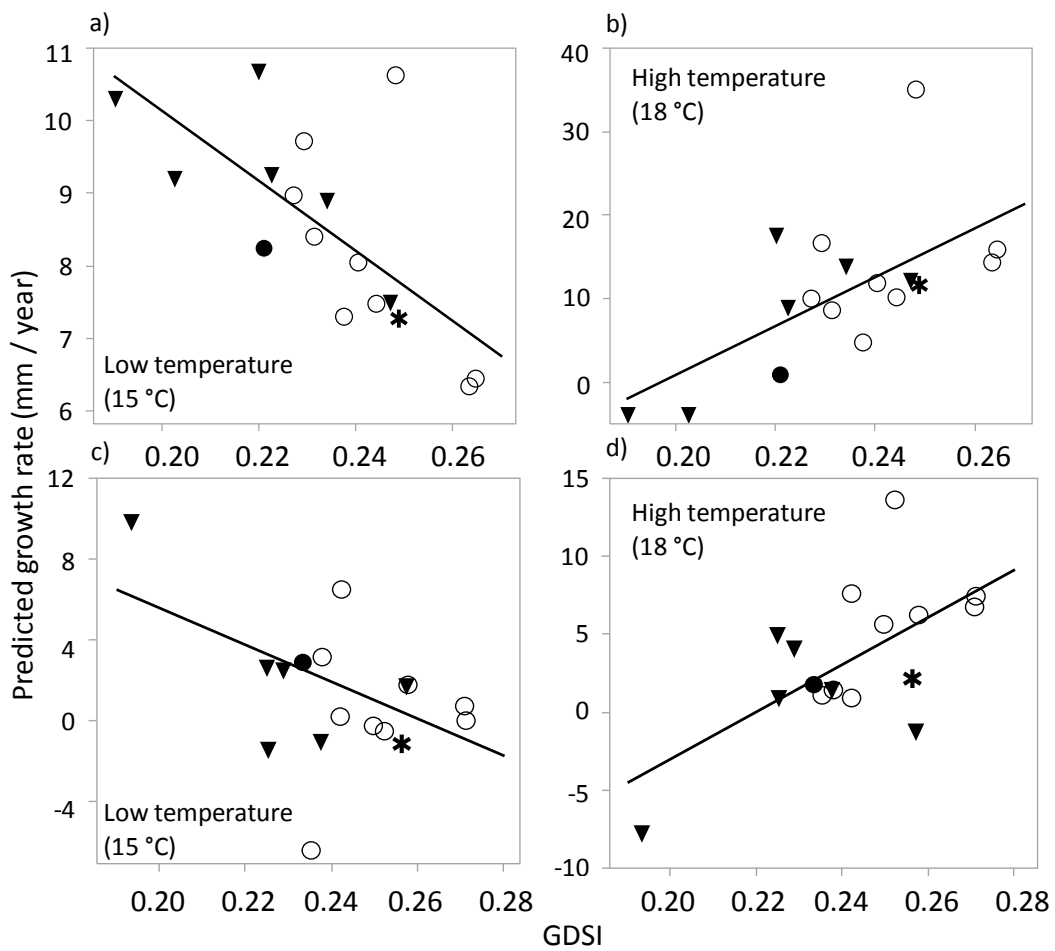 a)
b)
11
10
9
8
7
6
40
30
20
10
0
High temperature
(18 °C)
Low temperature
(15 °C)
0.20
0.22
0.24
0.26
0.20
0.22
0.24
0.26
Predicted growth rate (mm / year)
c)
d)
12
8
4
0
-4
15
10
5
0
-5
-10
High temperature
(18 °C)
Low temperature
(15 °C)
0.20
0.22
0.24
0.26
0.28
0.20
0.22
0.24
0.26
0.28
GDSI